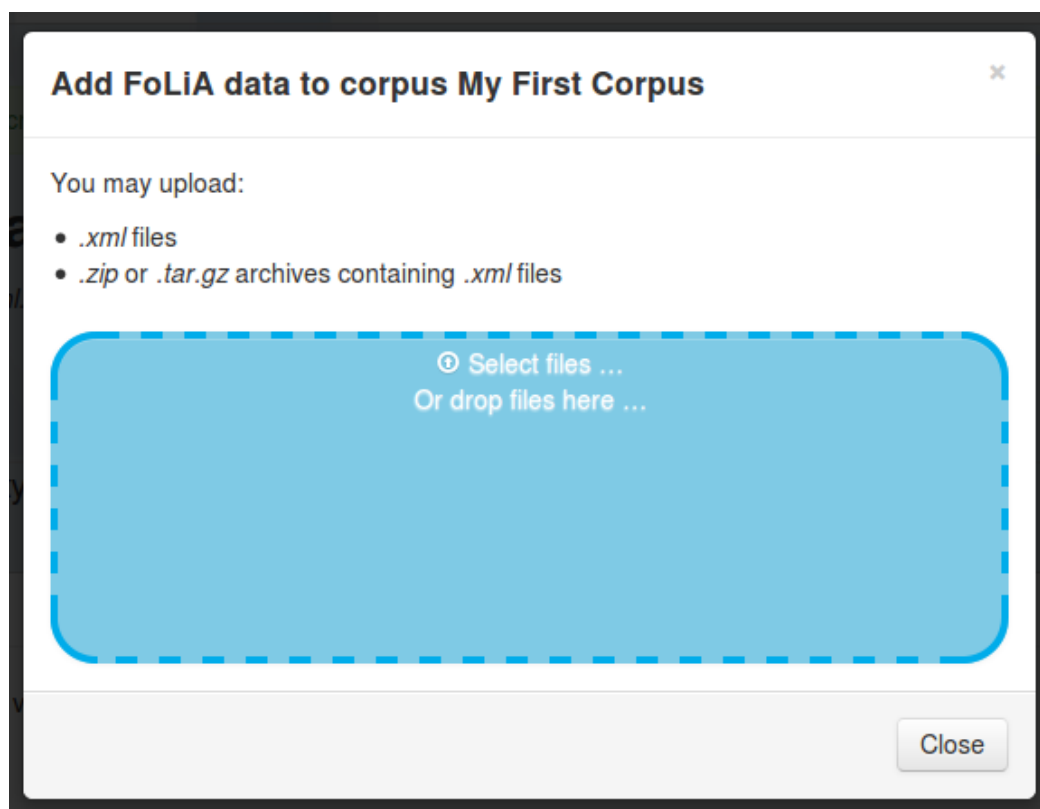 Add FoLiA data to corpus My First Corpus
×
You may upload:
• .xml files
• .zip or .tar.gz archives containing .xml files
Select files ...
Or drop files here ...
Close